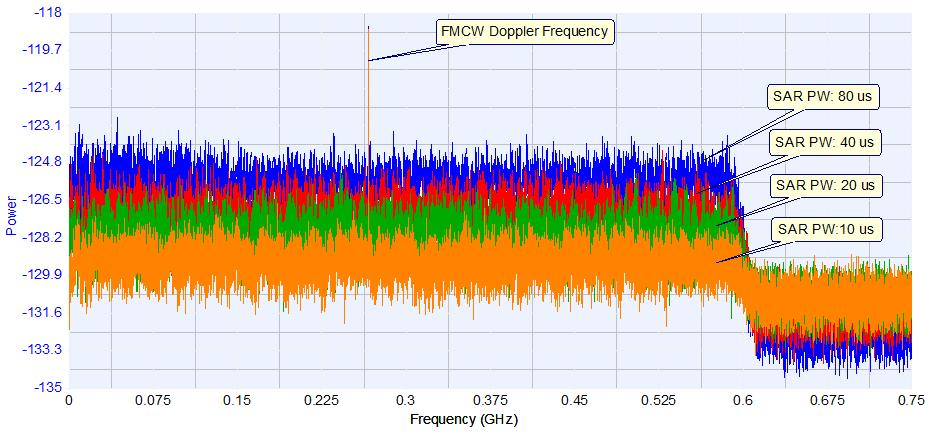 -118
FMCW Doppler Frequency
-119.7
-121.4
SAR PW: 80 us
-123.1
SAR PW: 40 us
-124.8
SAR PW: 20 us
-126.5
SAR PW:10 us
-128.2
Power
-129.9
-131.6
-133.3
-135
0 0.075 0.15 0.225 0.3 0.375 0.45 0.525 0.6 0.675 0.75
Frequency (GHz)